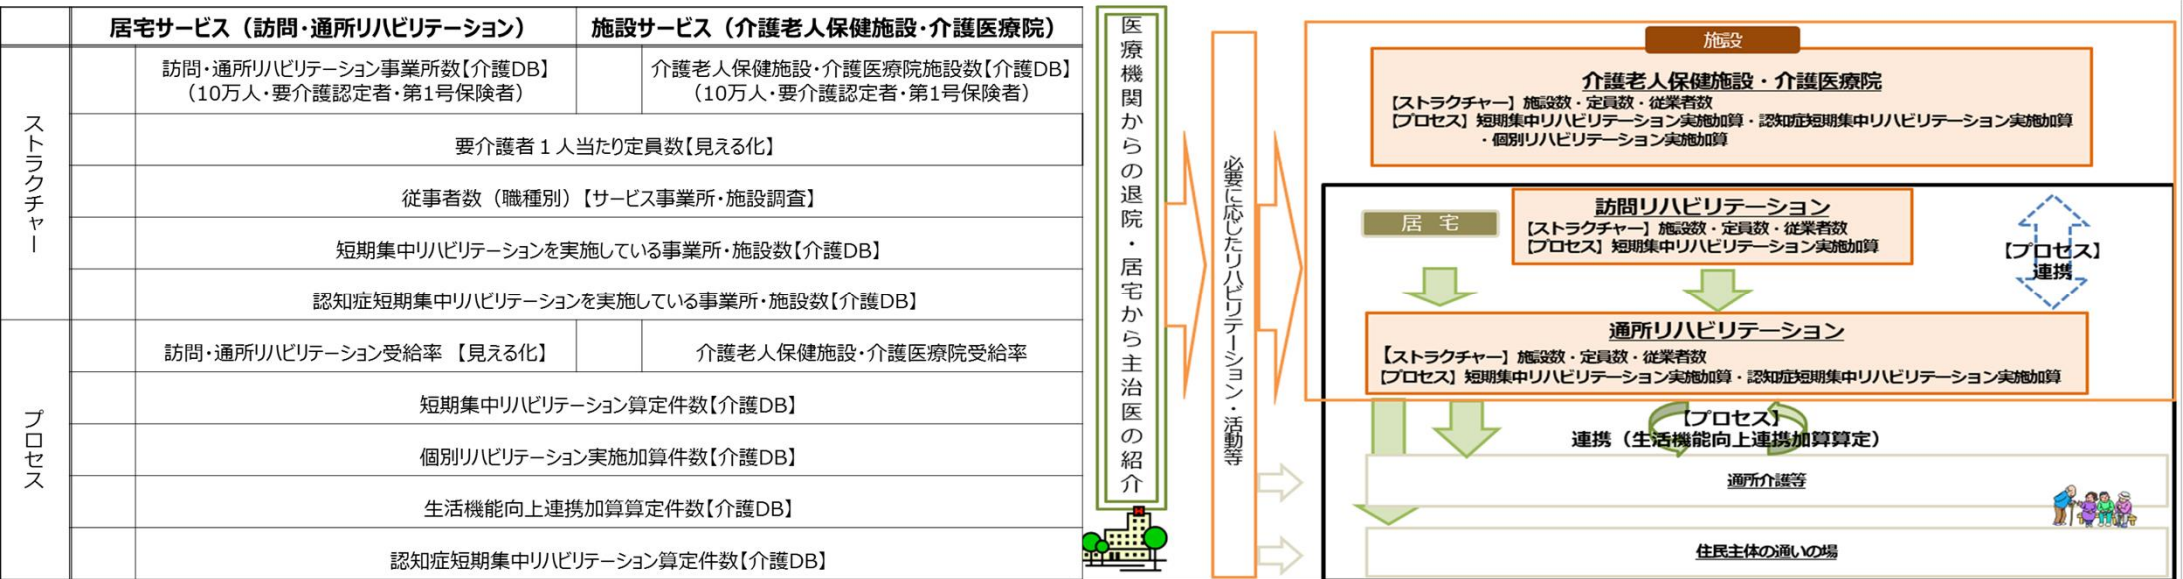 居宅サービス（訪問・通所リハビリテーション）
施設サービス（介護老人保健施設・介護医療院）
ストラクチャー
訪問・通所リハビリテーション事業所数【介護DB】
（10万人・要介護認定者・第1号保険者）
介護老人保健施設・介護医療院施設数【介護DB】
（10万人・要介護認定者・第1号保険者）
要介護者１人当たり定員数【見える化】
従事者数（職種別）【サービス事業所・施設調査】
短期集中リハビリテーションを実施している事業所・施設数【介護DB】
認知症短期集中リハビリテーションを実施している事業所・施設数【介護DB】
プロセス
訪問・通所リハビリテーション受給率 【見える化】
介護老人保健施設・介護医療院受給率
短期集中リハビリテーション算定件数【介護DB】
個別リハビリテーション実施加算件数【介護DB】
生活機能向上連携加算算定件数【介護DB】
認知症短期集中リハビリテーション算定件数【介護DB】
医療機関からの退院・居宅から主治医の紹介
H
必要に応じたリハビリテーション・活動等
施設
介護老人保健施設・介護医療院
【ストラクチャー】施設数・定員数・従業者数
【プロセス】短期集中リハビリテーション実施加算・認知症短期集中リハビリテーション実施加算
・個別リハビリテーション実施加算
居 宅
訪問リハビリテーション
【ストラクチャー】施設数・定員数・従業者数
【プロセス】短期集中リハビリテーション実施加算
【プロセス】
連携
通所リハビリテーション
【ストラクチャー】施設数・定員数・従業者数
【プロセス】短期集中リハビリテーション実施加算・認知症短期集中リハビリテーション実施加算
【プロセス】
連携（生活機能向上連携加算算定）
通所介護等
住民主体の通いの場